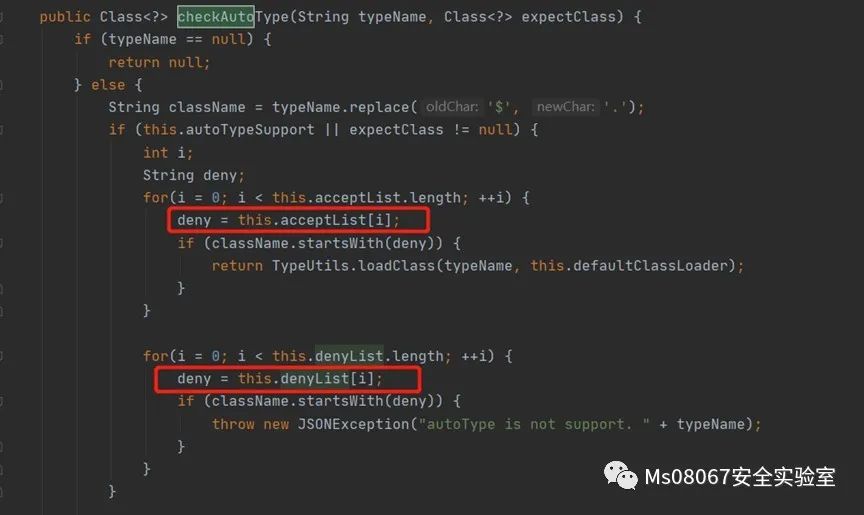 public Class<?> checkAutoType(String typeName, Class<?> expectClass) {
if (typeName == null) {
return null;
} else {
String className = typeName.replace( oldChar: '$', newChar: '.');
if (this.autoTypeSupport || expectClass != null) {
int i;
String deny;
for(i = 0; i < this.acceptList.length; ++i) {
deny = this.acceptList[i];
if (className.startsWith(deny)) {
return TypeUtils.loadClass(typeName, this.defaultClassLoader);
}
}
for(i = 0; i < this.denyList.length; ++i) {
deny = this.denyList[i];
if (className.startsWith(deny)) {
throw new JSONException("autoType is not support. " + typeName);
}
}
}
Ms08067安全实验室